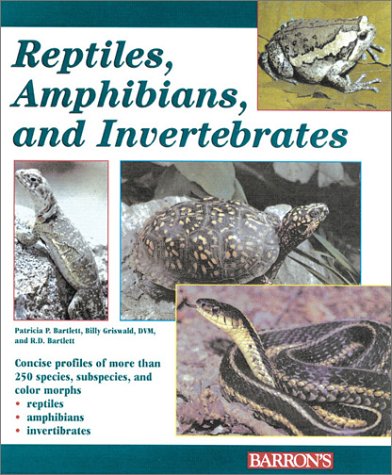 Reptiles,
Amphibians,
and Invertebrates
Patricia P. Bartlett, Billy Griswald, DVM,
and R.D. Bartlett
Concise profiles of more than
250 species, subspecies, and
color morphs
• reptiles
• amphibians
• invertibrates
BARRON'S